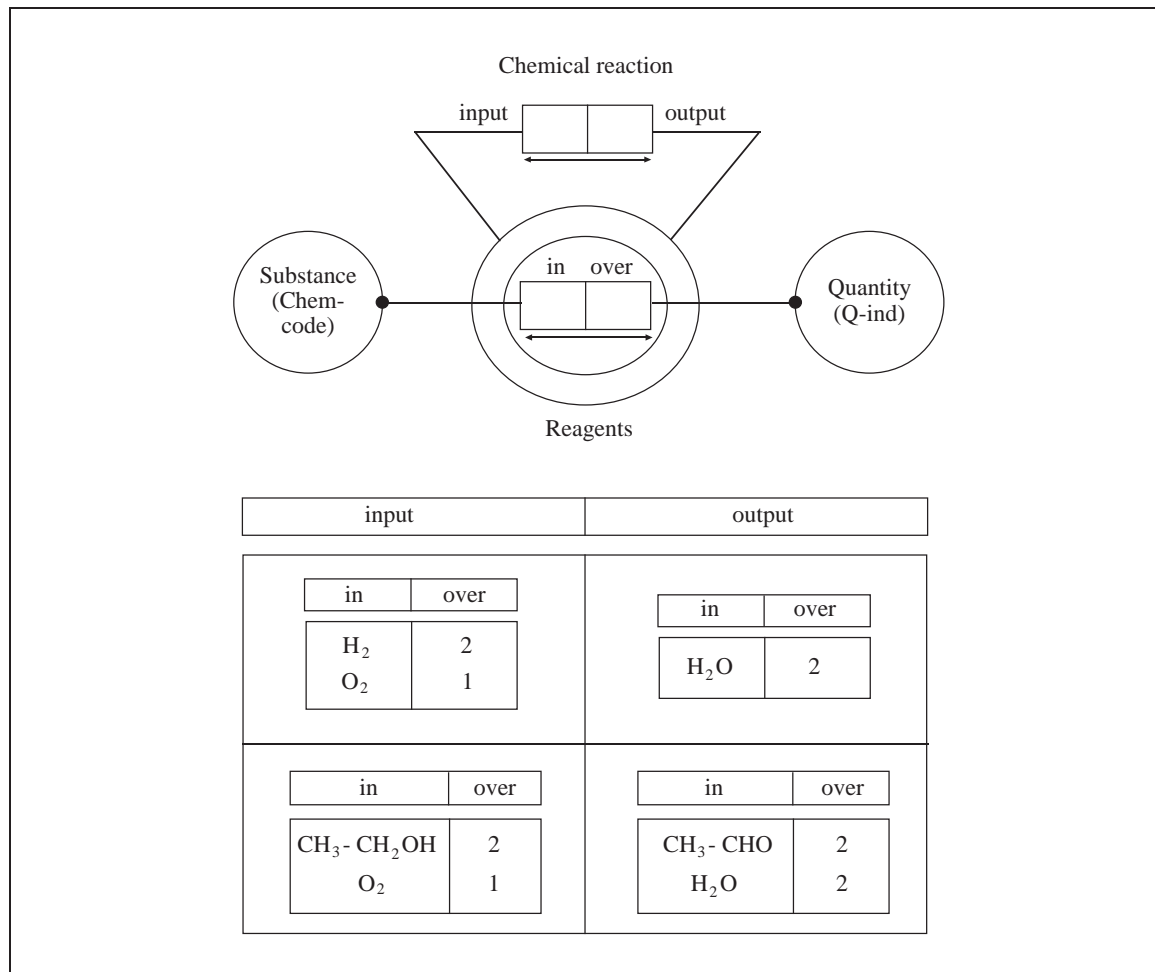 Chemical reaction
input output
in over
Substance
(Chem-
code)
Quantity
(Q-ind)
Reagents
input output
in over
H₂ 2
O₂ 1
in over
H₂O 2
in over
CH₃- CH₂OH 2
O₂ 1
in over
CH₃- CHO 2
H₂O 2